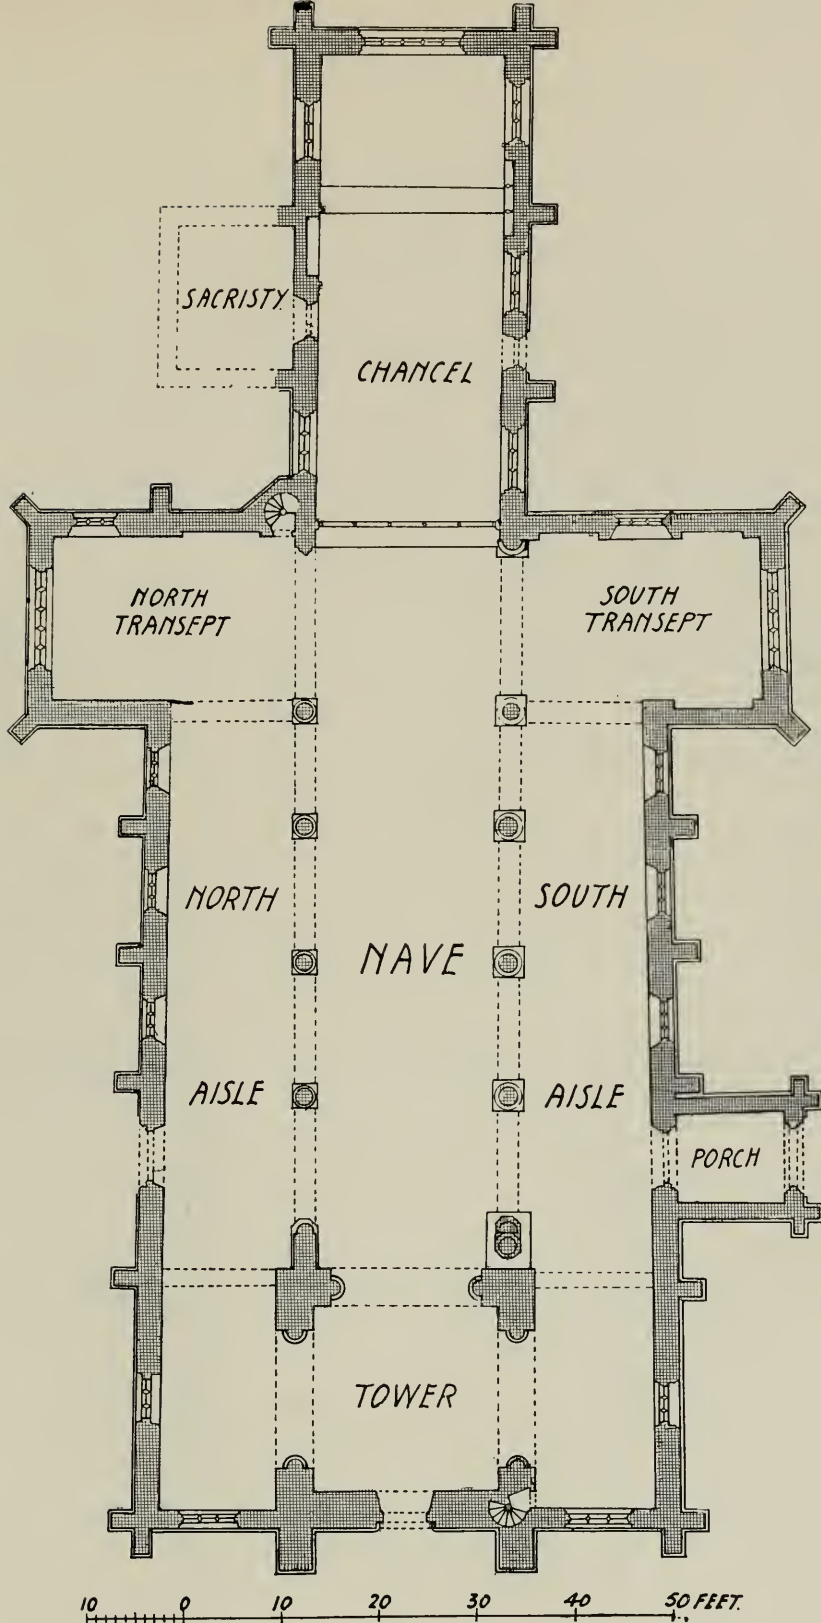 SACRISTY
CHANCEL
NORTH
TRANSEPT
SOUTH
TRANSEPT
NORTH
SOUTH
NAVE
AISLE
AISLE
PORCH
TOWER
10 0 10 20 30 40 50 FEET.